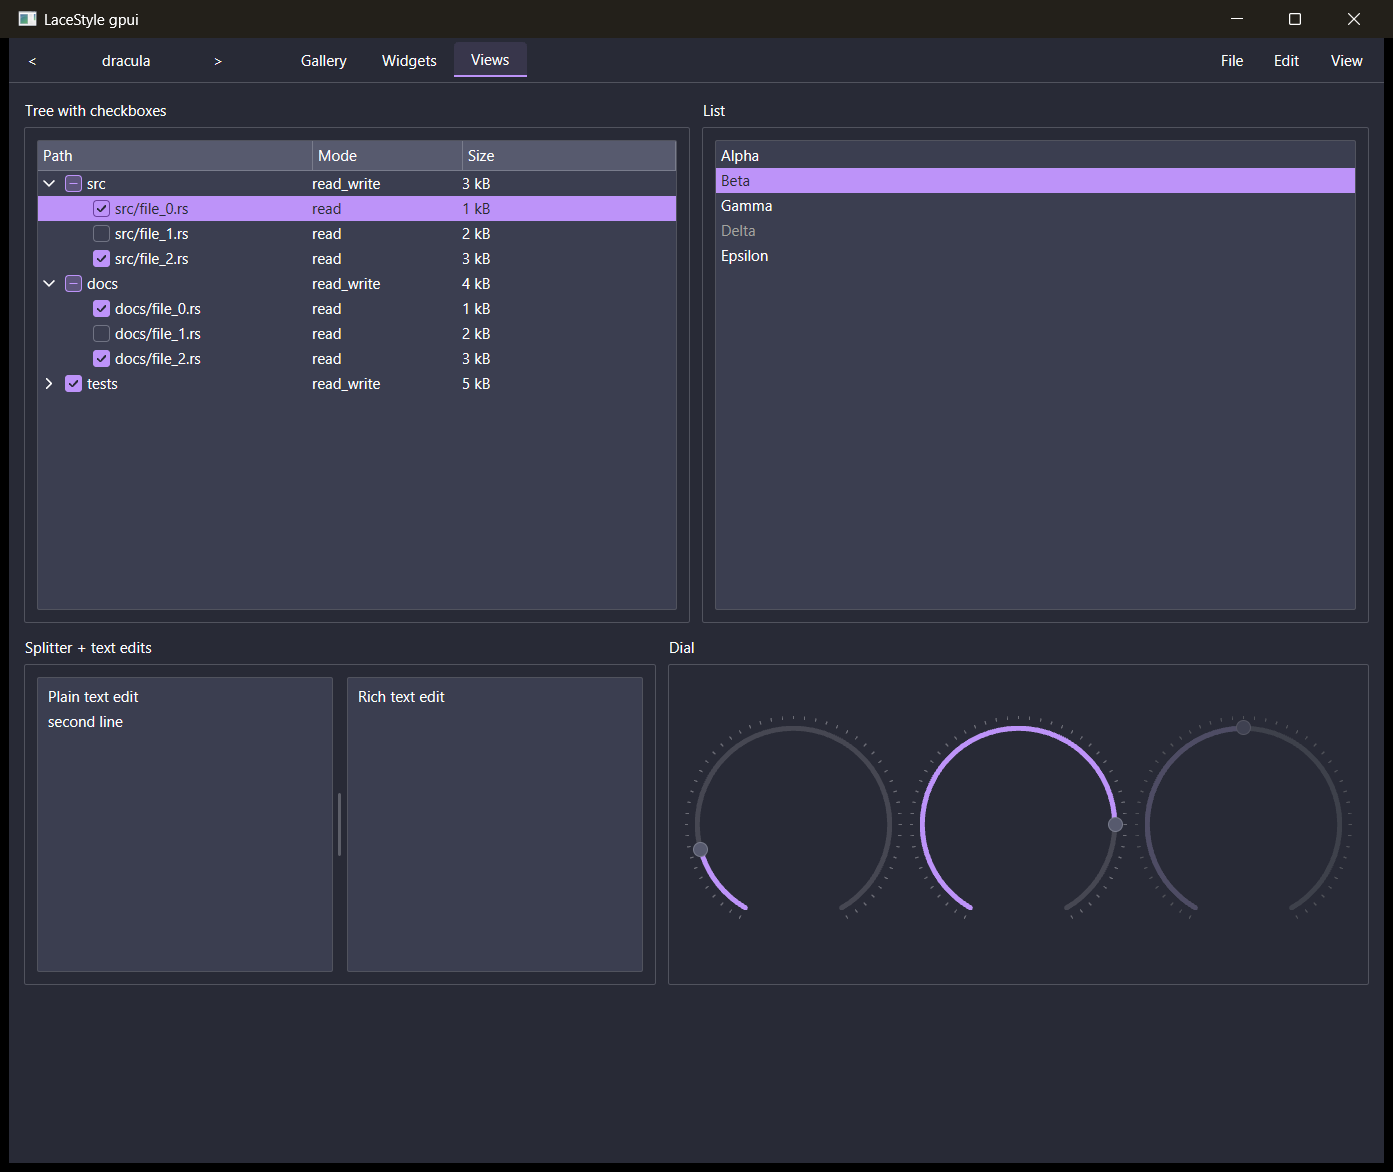 LaceStyle gpui
< dracula > Gallery Widgets Views File Edit View
Tree with checkboxes
Path Mode Size
src read_write 3 kB
src/file_0.rs read 1 kB
src/file_1.rs read 2 kB
src/file_2.rs read 3 kB
docs read_write 4 kB
docs/file_0.rs read 1 kB
docs/file_1.rs read 2 kB
docs/file_2.rs read 3 kB
tests read_write 5 kB
List
Alpha
Beta
Gamma
Delta
Epsilon
Splitter + text edits
Plain text edit
second line
Rich text edit
Dial